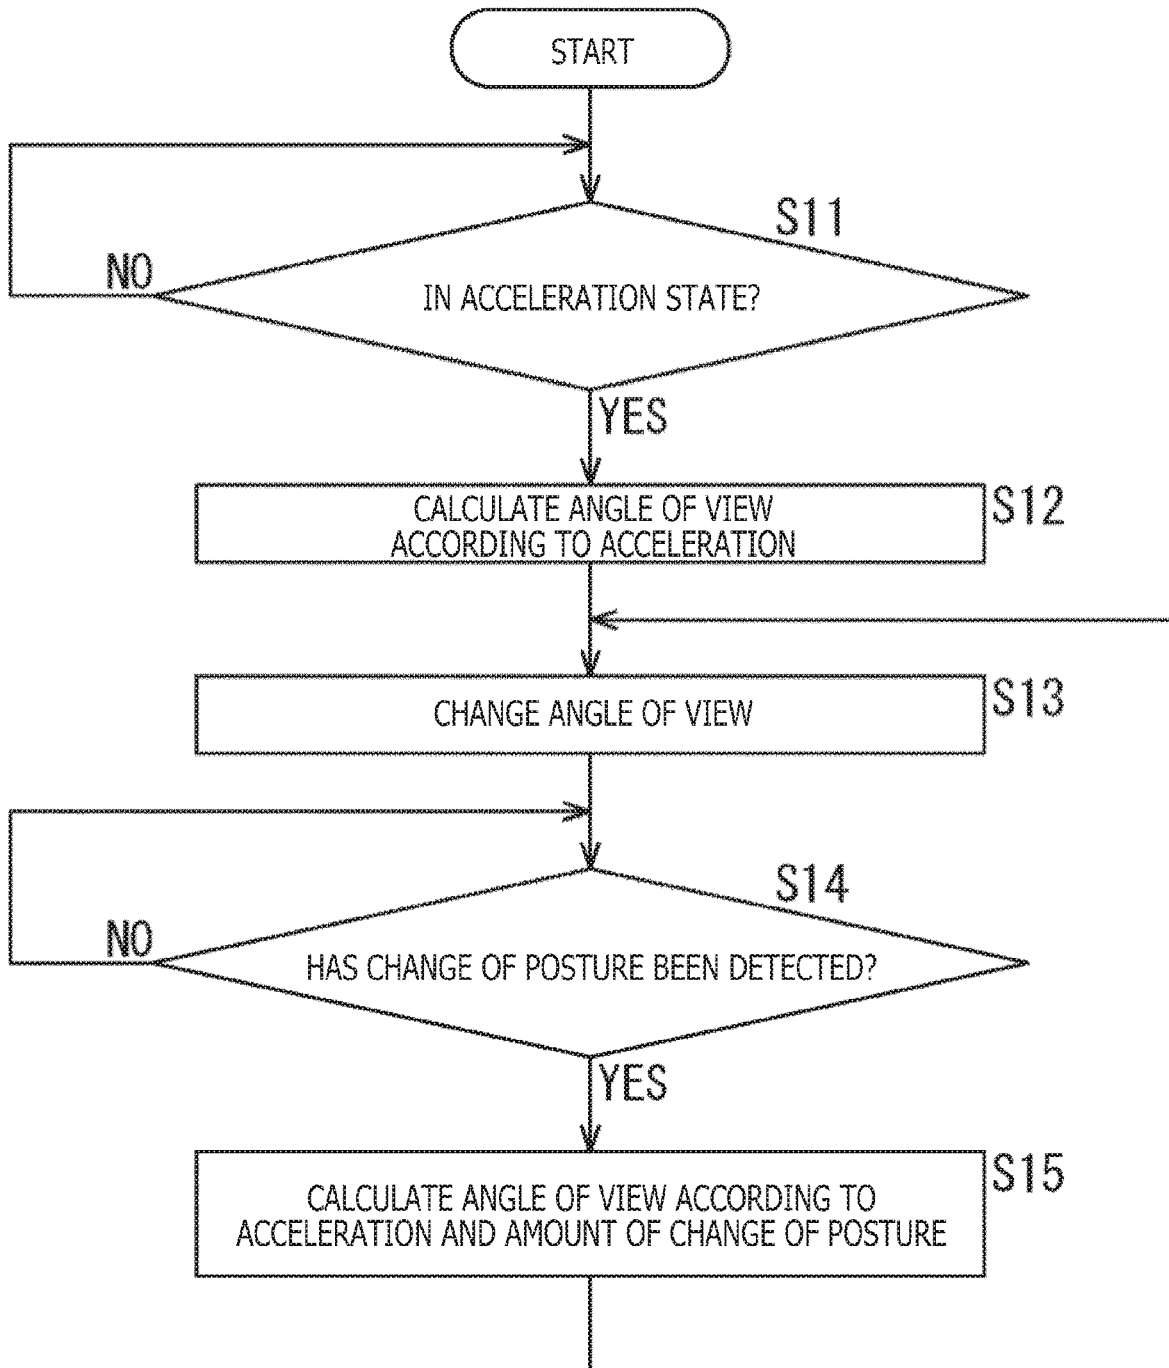 START
S11
NO
IN ACCELERATION STATE?
YES
S12
CALCULATE ANGLE OF VIEW
ACCORDING TO ACCELERATION
S13
CHANGE ANGLE OF VIEW
S14
NO
HAS CHANGE OF POSTURE BEEN DETECTED?
YES
S15
CALCULATE ANGLE OF VIEW ACCORDING TO
ACCELERATION AND AMOUNT OF CHANGE OF POSTURE